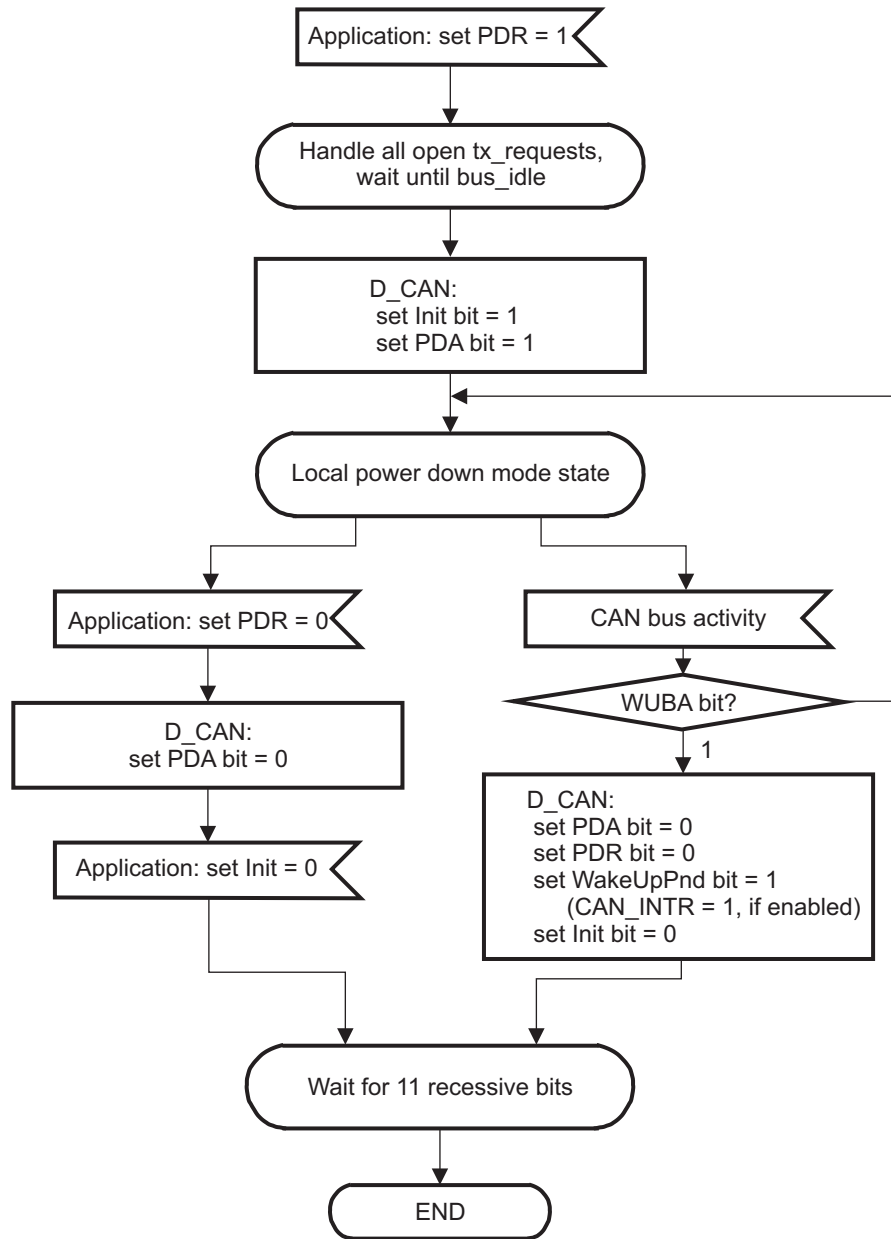 Application: set PDR = 1
Handle all open tx_requests,
wait until bus_idle
D_CAN:
set Init bit = 1
set PDA bit = 1
Local power down mode state
Application: set PDR = 0
D_CAN:
set PDA bit = 0
Application: set Init = 0
CAN bus activity
WUBA bit?
1
D_CAN:
set PDA bit = 0
set PDR bit = 0
set WakeUpPnd bit = 1
(CAN_INTR = 1, if enabled)
set Init bit = 0
Wait for 11 recessive bits
END